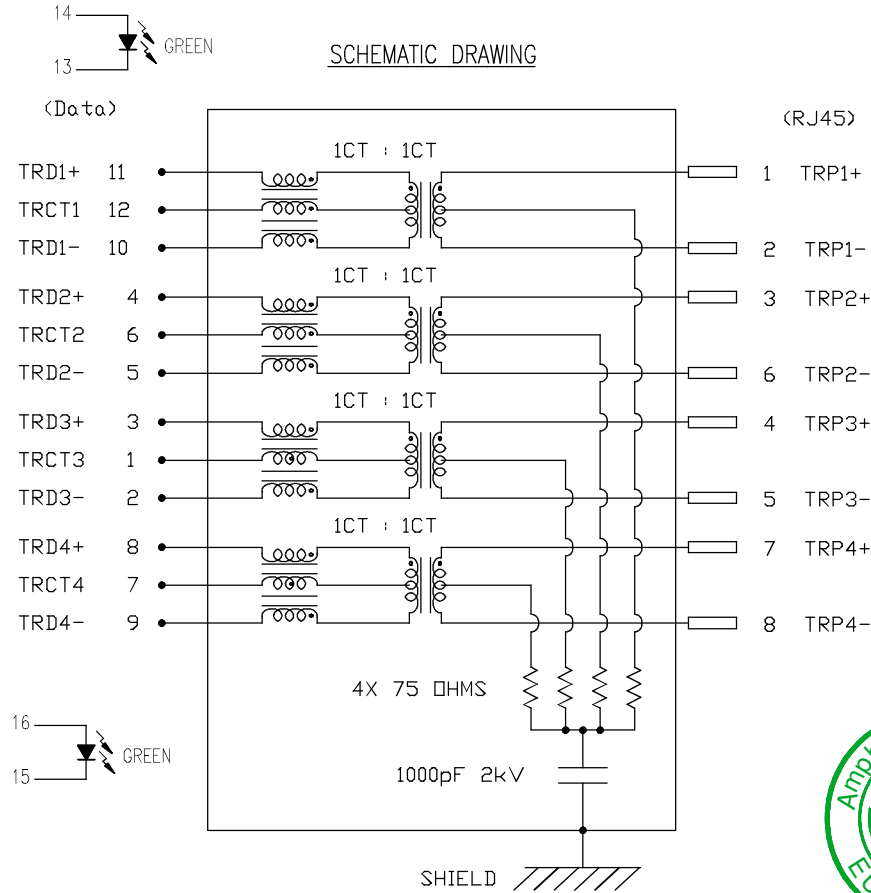 14
GREEN
13
SCHEMATIC DRAWING
(Data)
(RJ45)
1CT : 1CT
TRD1+ 11
1 TRP1+
TRCT1 12
TRD1- 10
2 TRP1-
1CT : 1CT
TRD2+ 4
3 TRP2+
TRCT2 6
TRD2- 5
6 TRP2-
1CT : 1CT
TRD3+ 3
4 TRP3+
TRCT3 1
TRD3- 2
5 TRP3-
1CT : 1CT
TRD4+ 8
7 TRP4+
TRCT4 7
TRD4- 9
8 TRP4-
4X 75 OHMS
16
GREEN
15
1000pF 2kV
SHIELD